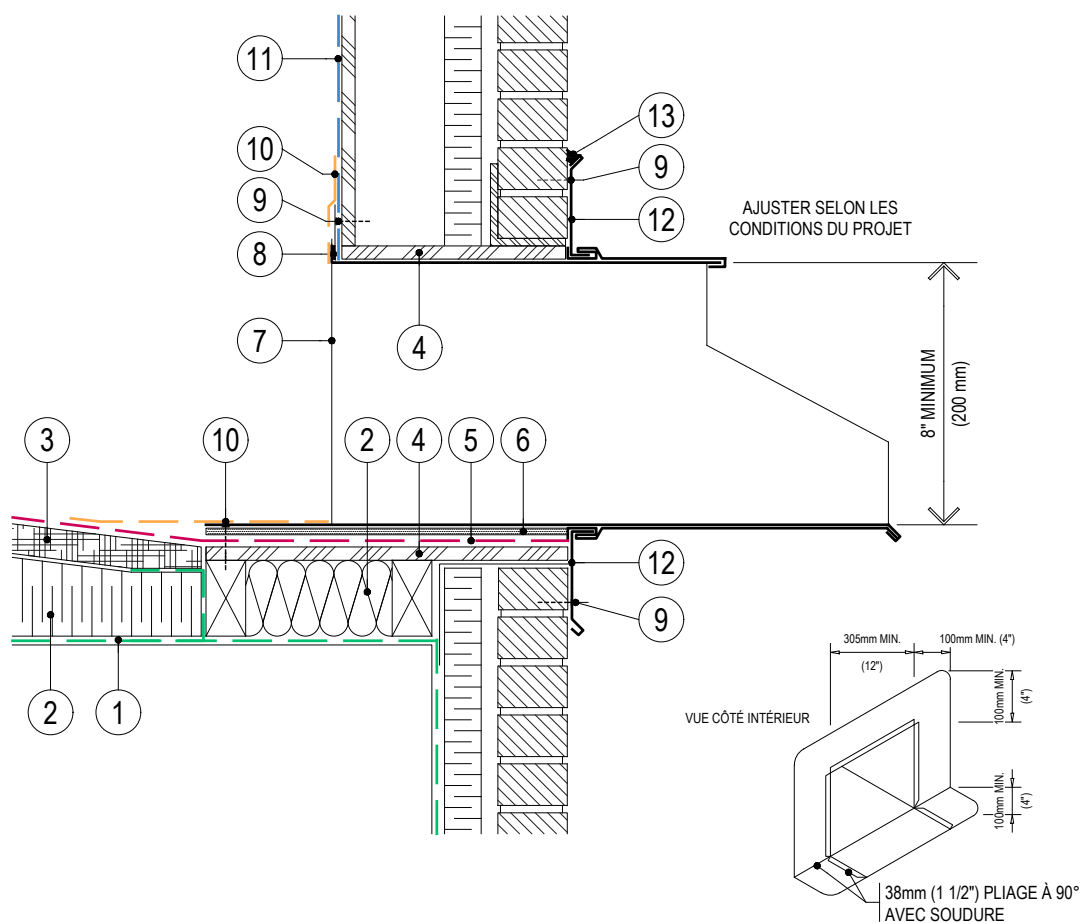 11
13
10
9
9
AJUSTER SELON LES
CONDITIONS DU PROJET
12
8
7
4
8" MINIMUM
(200 mm)
3
10
2
4
5
6
12
9
2
1
305mm MIN.
(12")
100mm MIN. (4")
100mm MIN.
(4")
VUE CÔTÉ INTÉRIEUR
100mm MIN.
(4")
38mm (1 1/2") PLIAGE À 90°
AVEC SOUDURE